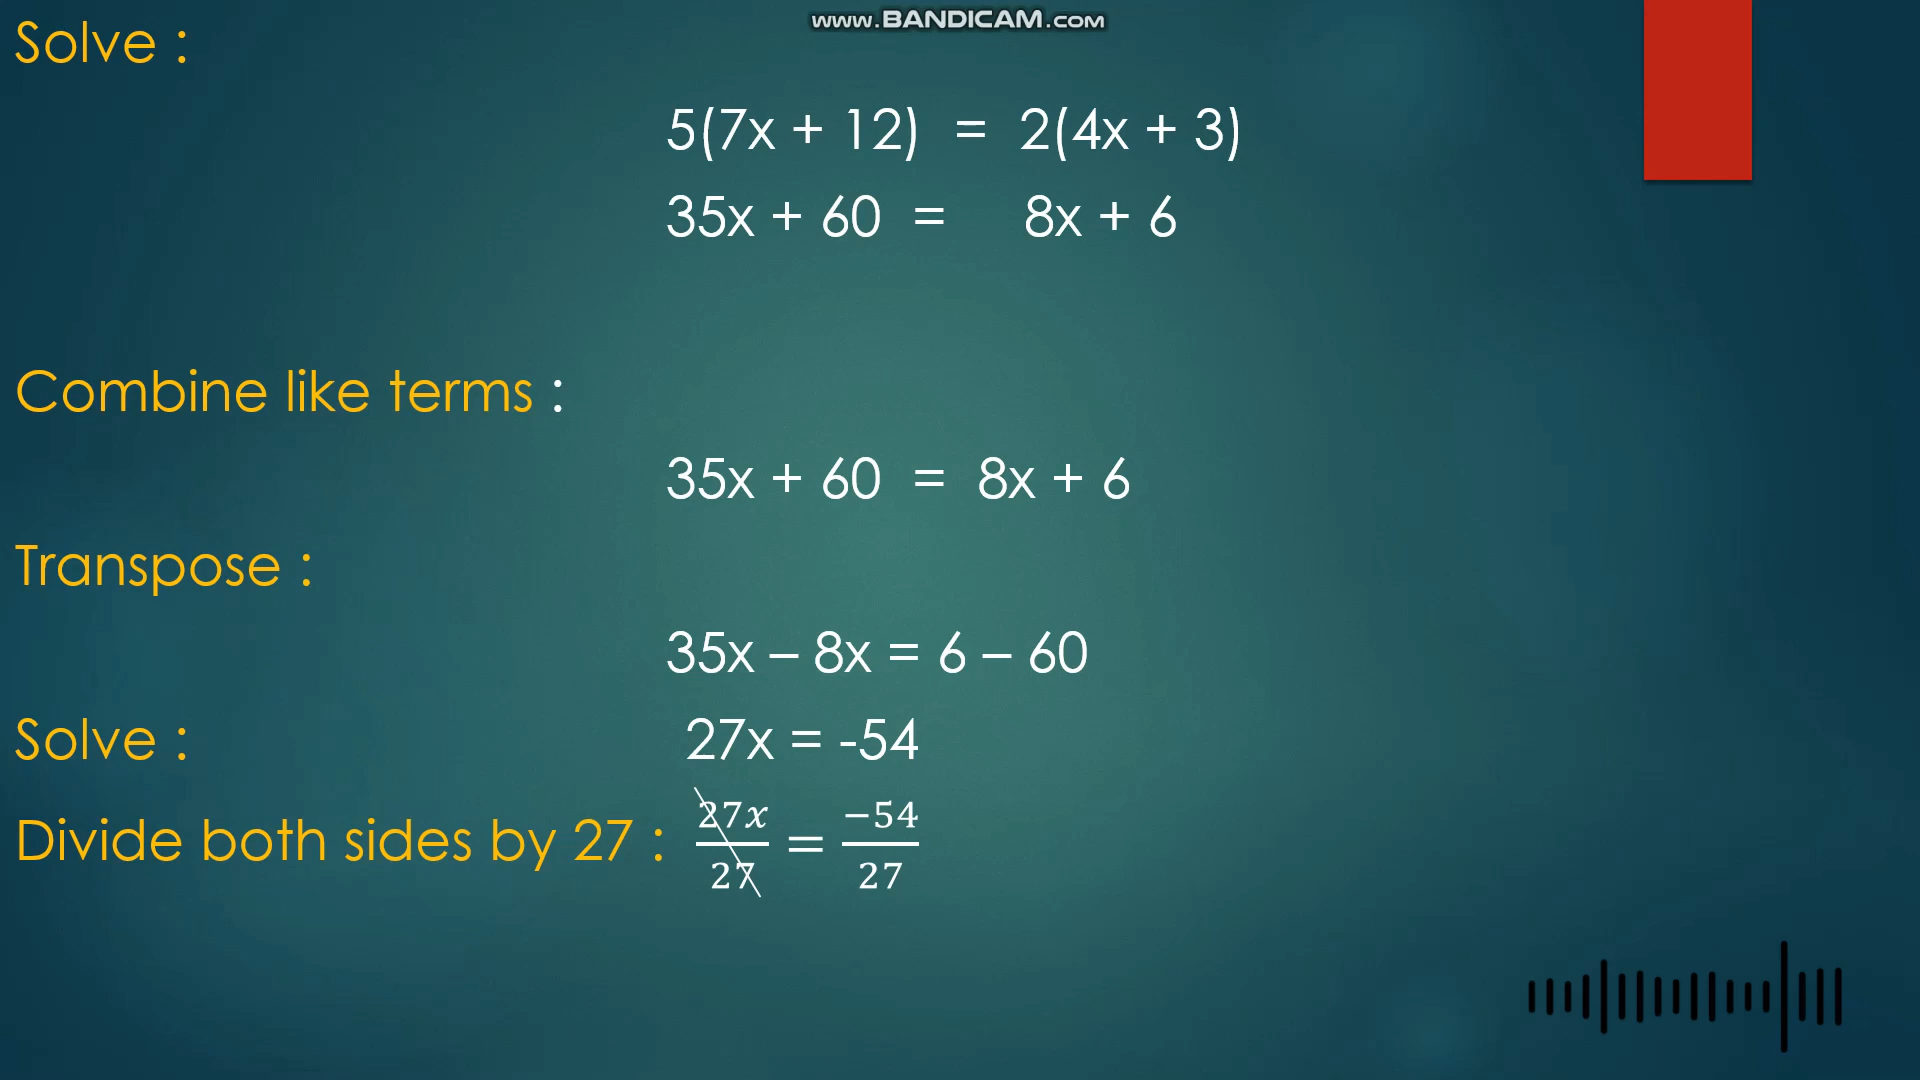 www.BANDICAM.com
Solve :
5(7x + 12) = 2(4x + 3)
35x + 60 = 8x + 6
Combine like terms :
35x + 60 = 8x + 6
Transpose :
35x – 8x = 6 – 60
Solve : 27x = -54
Divide both sides by 27 : 27x/27 = −54/27